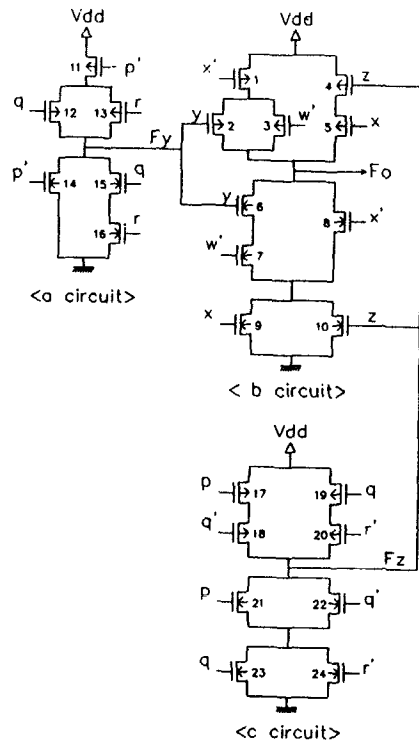 Vdd
Vdd
11 p'
x' 1 4 z
q 12 13 r
y 2 3 w' 5 x
Fy
Fo
p' 14 15 q
y 6
8 x'
16 r
w' 7
<a circuit>
x 9 10 z
< b circuit>
Vdd
p 17 19 q
q' 18 20 r'
Fz
p 21 22 q'
q 23 24 r'
<c circuit>